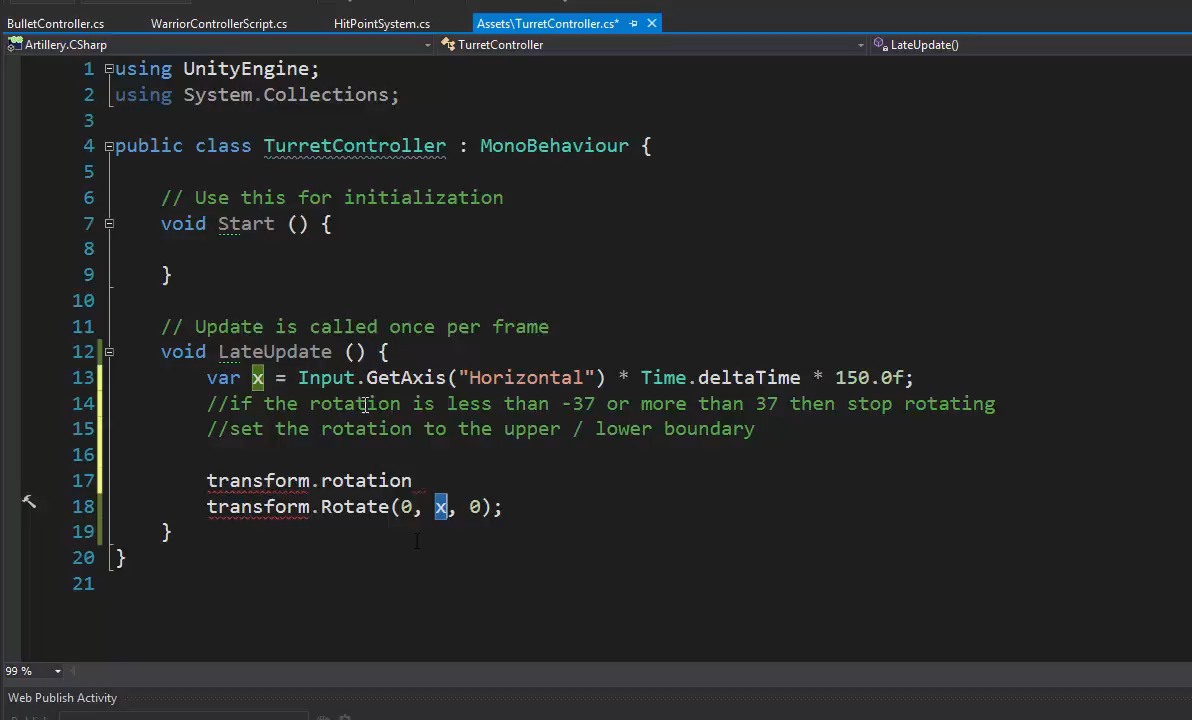 BulletController.cs WarriorControllerScript.cs HitPointSystem.cs Assets\TurretController.cs*
Artillery.CSharp TurretController LateUpdate()
1 using UnityEngine;
2 using System.Collections;
3
4 public class TurretController : MonoBehaviour {
5
6 // Use this for initialization
7 void Start () {
8
9 }
10
11 // Update is called once per frame
12 void LateUpdate () {
13 var x = Input.GetAxis("Horizontal") * Time.deltaTime * 150.0f;
14 //if the rotation is less than -37 or more than 37 then stop rotating
15 //set the rotation to the upper / lower boundary
16
17 transform.rotation
18 transform.Rotate(0, x, 0);
19 }
20 }
21
99 %
Web Publish Activity